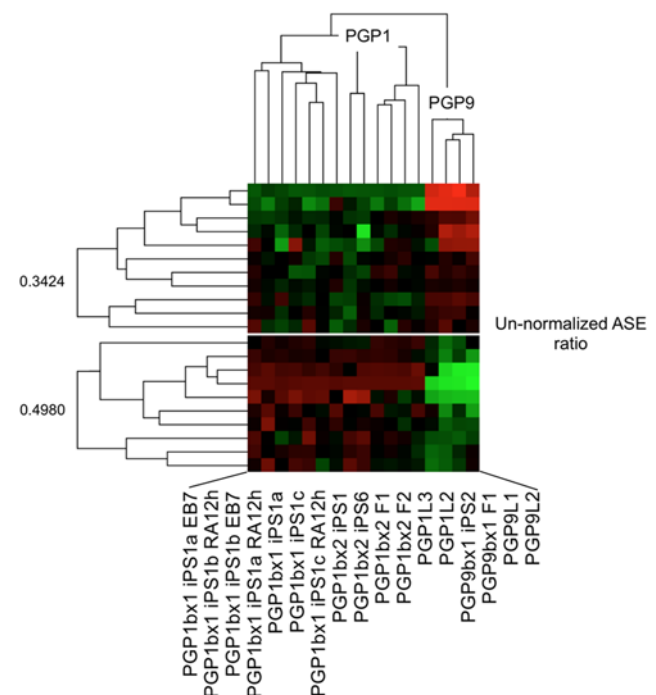 PGP1
PGP9
0.3424
Un-normalized ASE
ratio
0.4980
PGP1bx1 iPS1a EB7
PGP1bx1 iPS1b RA12h
PGP1bx1 iPS1b EB7
PGP1bx1 iPS1a RA12h
PGP1bx1 iPS1a
PGP1bx1 iPS1c
PGP1bx1 iPS1c RA12h
PGP1bx2 iPS1
PGP1bx2 iPS6
PGP1bx2 F1
PGP1bx2 F2
PGP1L3
PGP1L2
PGP9bx1 iPS2
PGP9bx1 F1
PGP9L1
PGP9L2